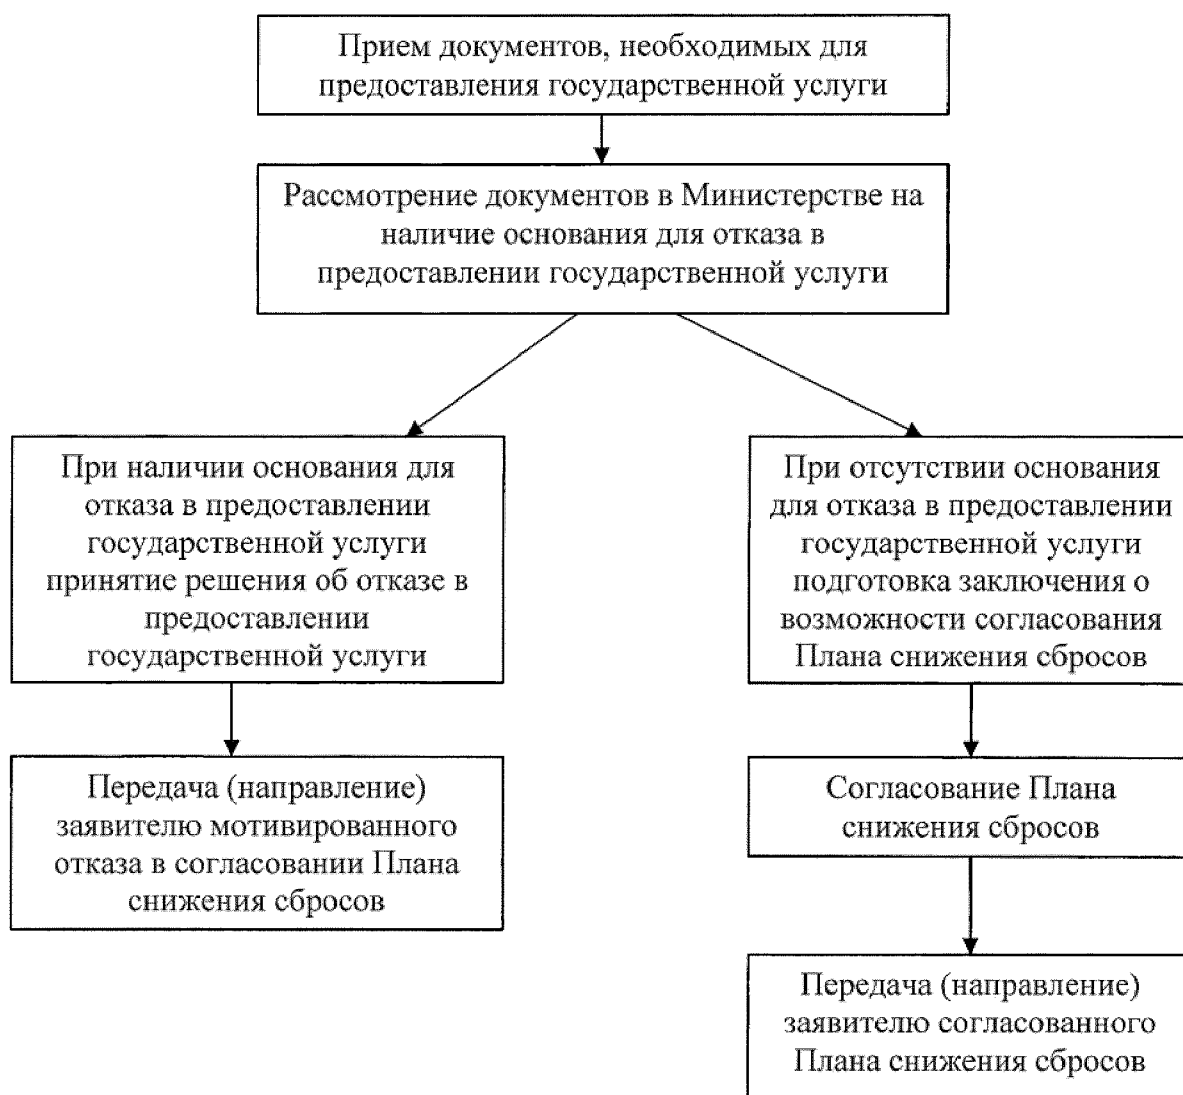 Прием документов, необходимых для
предоставления государственной услуги
Рассмотрение документов в Министерстве на
наличие основания для отказа в
предоставлении государственной услуги
При наличии основания для
отказа в предоставлении
государственной услуги
принятие решения об отказе в
предоставлении
государственной услуги
При отсутствии основания
для отказа в предоставлении
государственной услуги
подготовка заключения о
возможности согласования
Плана снижения сбросов
Передача (направление)
заявителю мотивированного
отказа в согласовании Плана
снижения сбросов
Согласование Плана
снижения сбросов
Передача (направление)
заявителю согласованного
Плана снижения сбросов